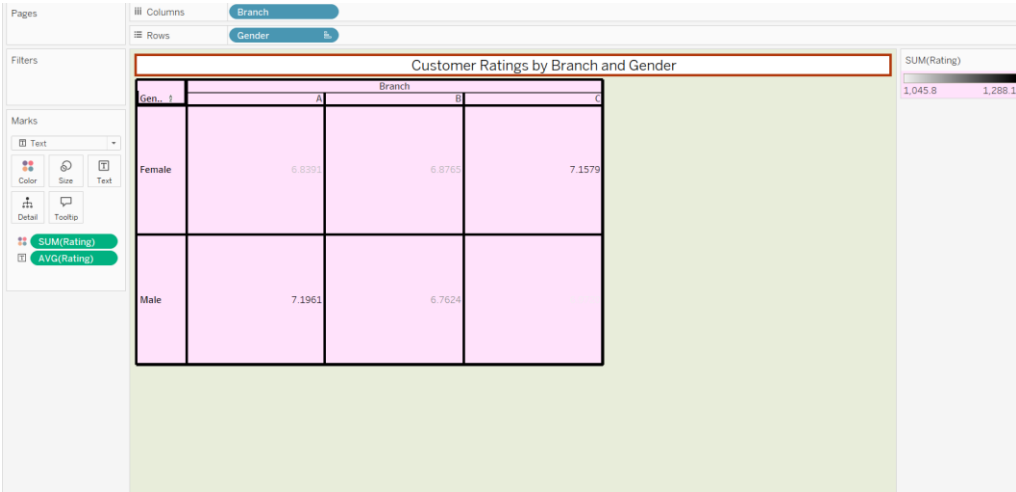 Pages
Columns
Branch
Rows
Gender
Filters
Customer Ratings by Branch and Gender
SUM(Rating)
1,045.8 1,288.1
Gen..
Branch
A B C
Marks
Text
Color Size Text
Detail Tooltip
SUM(Rating)
AVG(Rating)
Female 6.8391 6.8765 7.1579
Male 7.1961 6.7624